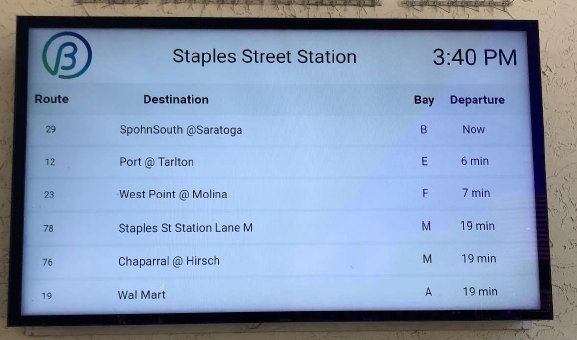 Staples Street Station 3:40 PM
Route Destination Bay Departure
29 SpohnSouth @Saratoga B Now
12 Port @ Tarlton E 6 min
23 West Point @ Molina F 7 min
78 Staples St Station Lane M M 19 min
76 Chaparral @ Hirsch M 19 min
19 Wal Mart A 19 min